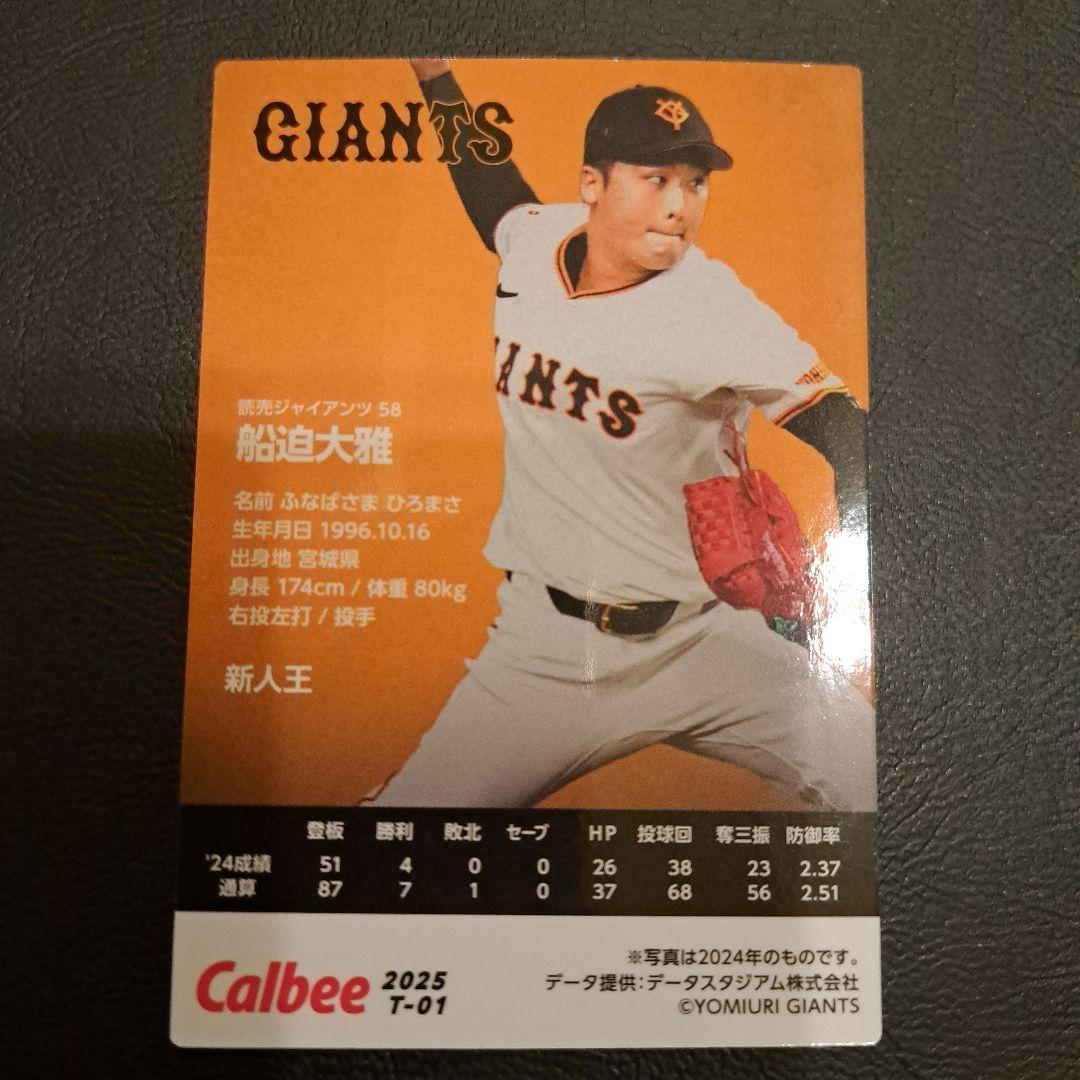 GIANTS
IANTS
読売ジャイアンツ 58
船迫大雅
名前 ふなばさま ひろまさ
生年月日 1996.10.16
出身地 宮城県
身長 174cm / 体重 80kg
右投左打 / 投手
新人王
登板 勝利 敗北 セーブ HP 投球回 奪三振 防御率
'24成績 51 4 0 0 26 38 23 2.37
通算 87 7 1 0 37 68 56 2.51
Calbee 2025
T-01
※写真は2024年のものです。
データ提供:データスタジアム株式会社
©YOMIURI GIANTS